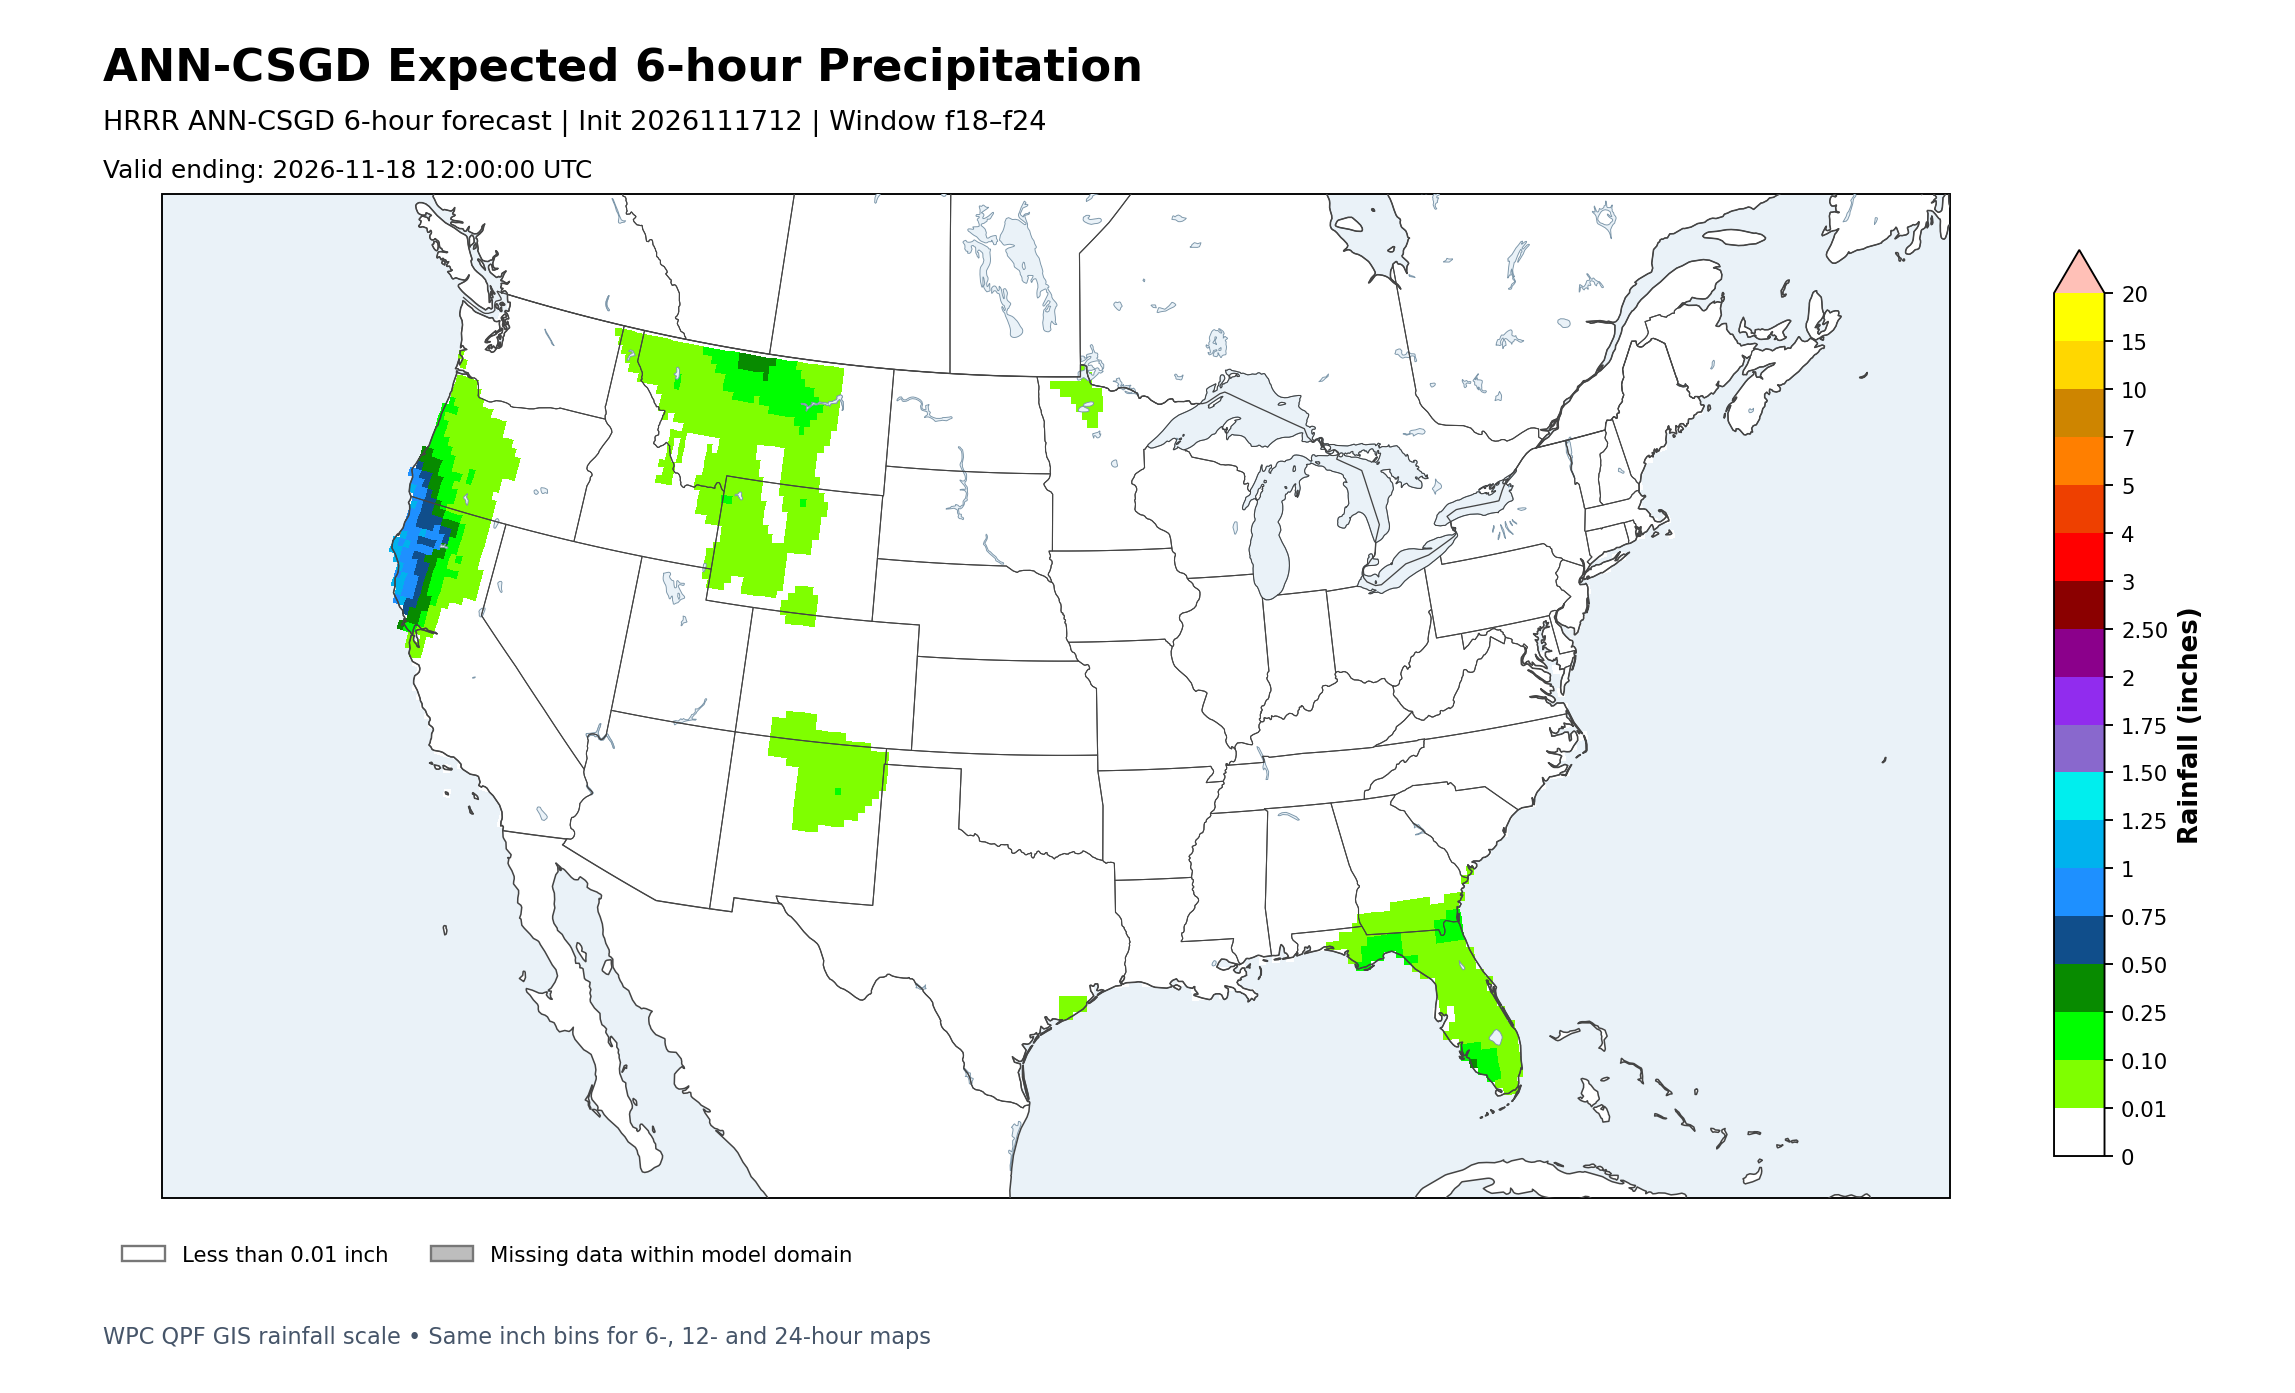 ANN-CSGD Expected 6-hour Precipitation
HRRR ANN-CSGD 6-hour forecast | Init 2026111712 | Window f18–f24
Valid ending: 2026-11-18 12:00:00 UTC
20
15
10
7
5
4
3
2.50
2
1.75
1.50
1.25
1
0.75
0.50
0.25
0.10
0.01
0
Rainfall (inches)
Less than 0.01 inch
Missing data within model domain
WPC QPF GIS rainfall scale • Same inch bins for 6-, 12- and 24-hour maps